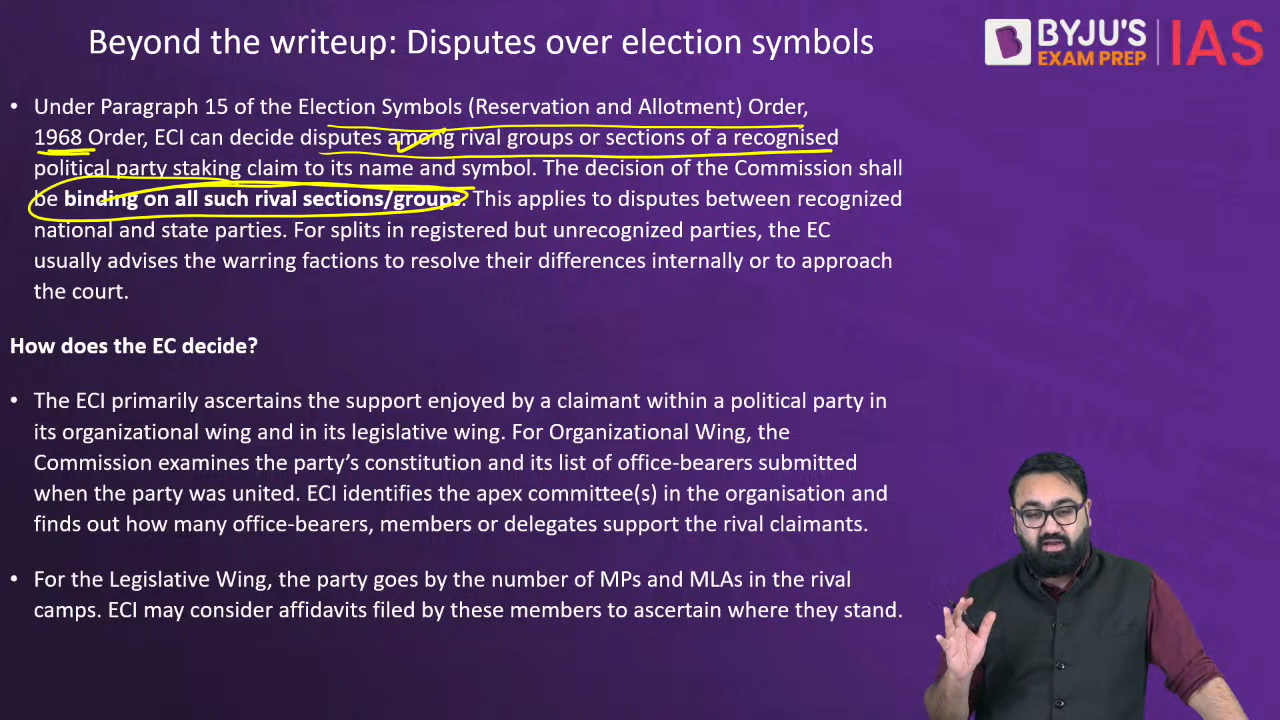 Beyond the writeup: Disputes over election symbols
BYJU'S
EXAM PREP
IAS
• Under Paragraph 15 of the Election Symbols (Reservation and Allotment) Order,
1968 Order, ECI can decide disputes among rival groups or sections of a recognised
political party staking claim to its name and symbol. The decision of the Commission shall
be binding on all such rival sections/groups. This applies to disputes between recognized
national and state parties. For splits in registered but unrecognized parties, the EC
usually advises the warring factions to resolve their differences internally or to approach
the court.
How does the EC decide?
• The ECI primarily ascertains the support enjoyed by a claimant within a political party in
its organizational wing and in its legislative wing. For Organizational Wing, the
Commission examines the party’s constitution and its list of office-bearers submitted
when the party was united. ECI identifies the apex committee(s) in the organisation and
finds out how many office-bearers, members or delegates support the rival claimants.
• For the Legislative Wing, the party goes by the number of MPs and MLAs in the rival
camps. ECI may consider affidavits filed by these members to ascertain where they stand.